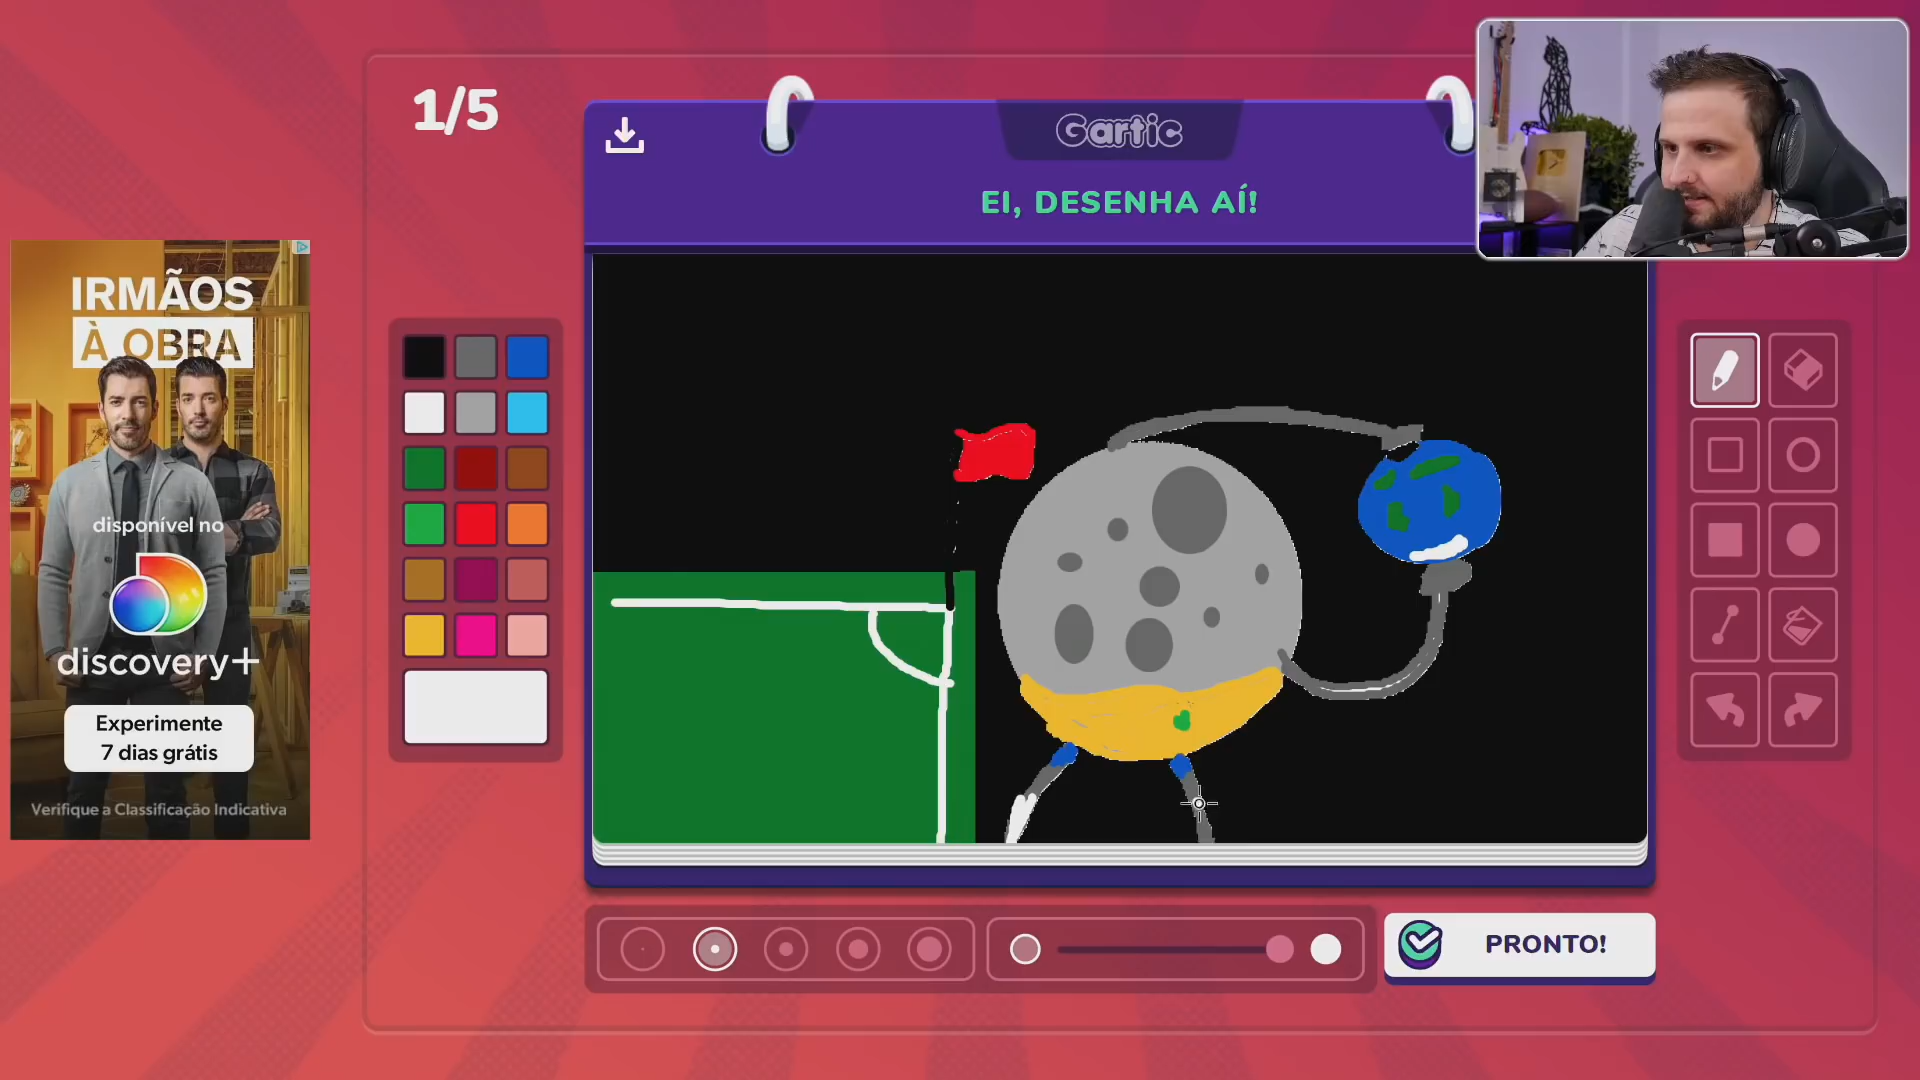 1/5
Gartic
EI, DESENHA AÍ!
IRMÃOS
À OBRA
disponível no
discovery+
Experimente
7 dias grátis
Verifique a Classificação Indicativa
PRONTO!